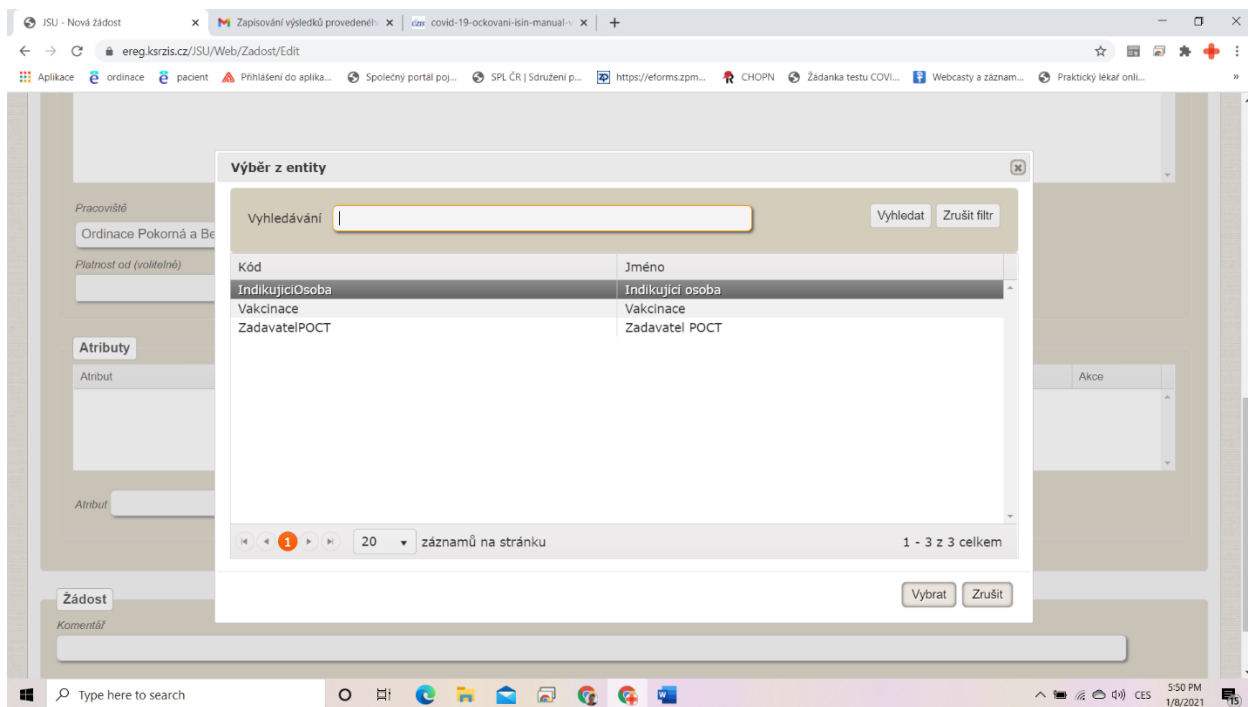 JSU - Nová žádost
Zapisování výsledků provedenéh
covid-19-ockovani-isin-manual-v
ereg.ksrzis.cz/JSU/Web/Zadost/Edit
Aplikace ordinace pacient Přihlášení do aplika... Společný portál poj... SPL ČR | Sdružení p... https://eforms.zpm... CHOPN Žádanka testu COVI... Webcasty a záznam... Praktický lékař onli... »
Výběr z entity
Pracoviště
Vyhledávání
Vyhledat Zrušit filtr
Ordinace Pokorná a Be
Platnost od (volitelně)
Kód Jméno
IndikujiciOsoba Indikující osoba
Vakcinace Vakcinace
ZadavatelPOCT Zadavatel POCT
Atributy
Atribut Akce
Atribut
1 20 záznamů na stránku 1 - 3 z 3 celkem
Vybrat Zrušit
Žádost
Komentář
Type here to search
CES
5:50 PM
1/8/2021
15